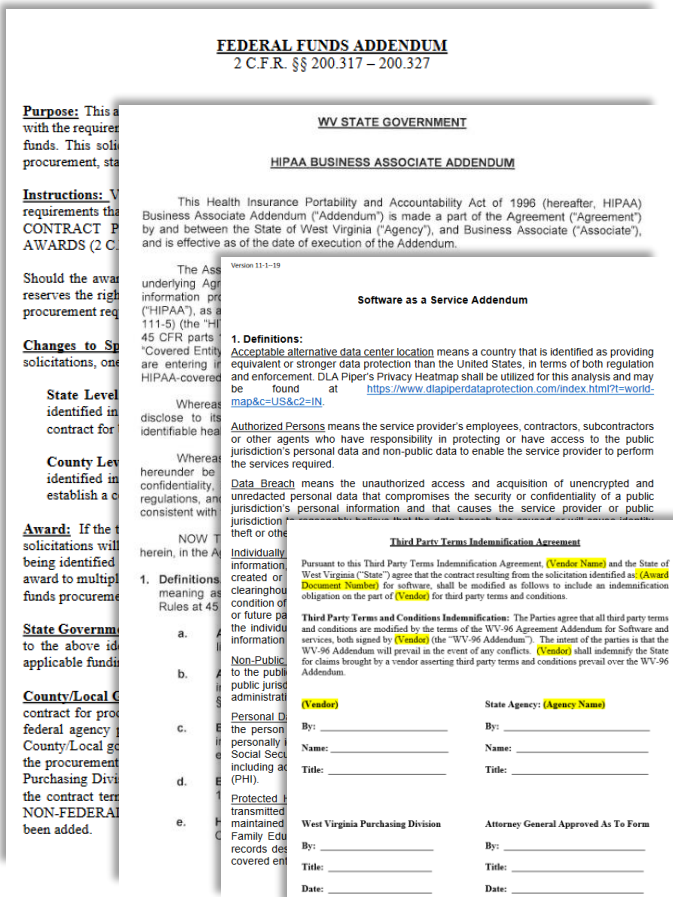 FEDERAL FUNDS ADDENDUM
2 C.F.R. §§ 200.317 – 200.327
Purpose: This a
with the requirer
funds. This soli
procurement, sta
Instructions: V
requirements tha
CONTRACT P
AWARDS (2 C.
Should the awar
reserves the righ
procurement req
Changes to Sp
solicitations, one
State Level
identified in
contract for
County Lev
identified in
establish a c
Award: If the t
solicitations will
being identified
award to multipl
funds procureme
State Governm
to the above ide
applicable fundi
County/Local G
contract for proc
federal agency p
County/Local go
the procurement
Purchasing Divi
the contract tern
NON-FEDERAL
been added.
WV STATE GOVERNMENT
HIPAA BUSINESS ASSOCIATE ADDENDUM
This Health Insurance Portability and Accountability Act of 1996 (hereafter, HIPAA)
Business Associate Addendum ("Addendum") is made a part of the Agreement ("Agreement")
by and between the State of West Virginia ("Agency"), and Business Associate ("Associate"),
and is effective as of the date of execution of the Addendum.
The Ass
underlying Agr
information pro
("HIPAA"), as a
111-5) (the "HI
45 CFR parts
"Covered Entity
are entering in
HIPAA-covered
Whereas
disclose to its
identifiable hea
Whereas
hereunder be
confidentiality,
regulations, and
consistent with
NOW T
herein, in the A
1. Definitions
meaning as
Rules at 45
a. A
b. A
c.
d.
e.
Version 11-1-19
Software as a Service Addendum
1. Definitions:
Acceptable alternative data center location means a country that is identified as providing
equivalent or stronger data protection than the United States, in terms of both regulation
and enforcement. DLA Piper's Privacy Heatmap shall be utilized for this analysis and may
be found at https://www.dlapiperdataprotection.com/index.html?t=world-
map&c=US&c2=IN.
Authorized Persons means the service provider's employees, contractors, subcontractors
or other agents who have responsibility in protecting or have access to the public
jurisdiction's personal data and non-public data to enable the service provider to perform
the services required.
Data Breach means the unauthorized access and acquisition of unencrypted and
unredacted personal data that compromises the security or confidentiality of a public
jurisdiction's personal information and that causes the service provider or public
jurisdiction to reasonably believe that the data breach has caused or will cause identity
theft or othe
Individually
information,
created or
clearinghou
condition of
or future pa
the individu
information
Non-Public
to the publi
public jurisd
administrati
Personal Da
the person
personally i
Social Secu
including ac
(PHI).
Protected H
transmitted
maintained
Family Edu
records des
covered ent
Third Party Terms Indemnification Agreement
Pursuant to this Third Party Terms Indemnification Agreement, (Vendor Name) and the State of
West Virginia ("State") agree that the contract resulting from the solicitation identified as: (Award
Document Number) for software, shall be modified as follows to include an indemnification
obligation on the part of (Vendor) for third party terms and conditions.
Third Party Terms and Conditions Indemnification: The Parties agree that all third party terms
and conditions are modified by the terms of the WV-96 Agreement Addendum for Software and
services, both signed by (Vendor) (the "WV-96 Addendum"). The intent of the parties is that the
WV-96 Addendum will prevail in the event of any conflicts. (Vendor) shall indemnify the State
for claims brought by a vendor asserting third party terms and conditions prevail over the WV-96
Addendum.
(Vendor) State Agency: (Agency Name)
By: By:
Name: Name:
Title: Title:
West Virginia Purchasing Division Attorney General Approved As To Form
By: By:
Title: Title:
Date: Date: